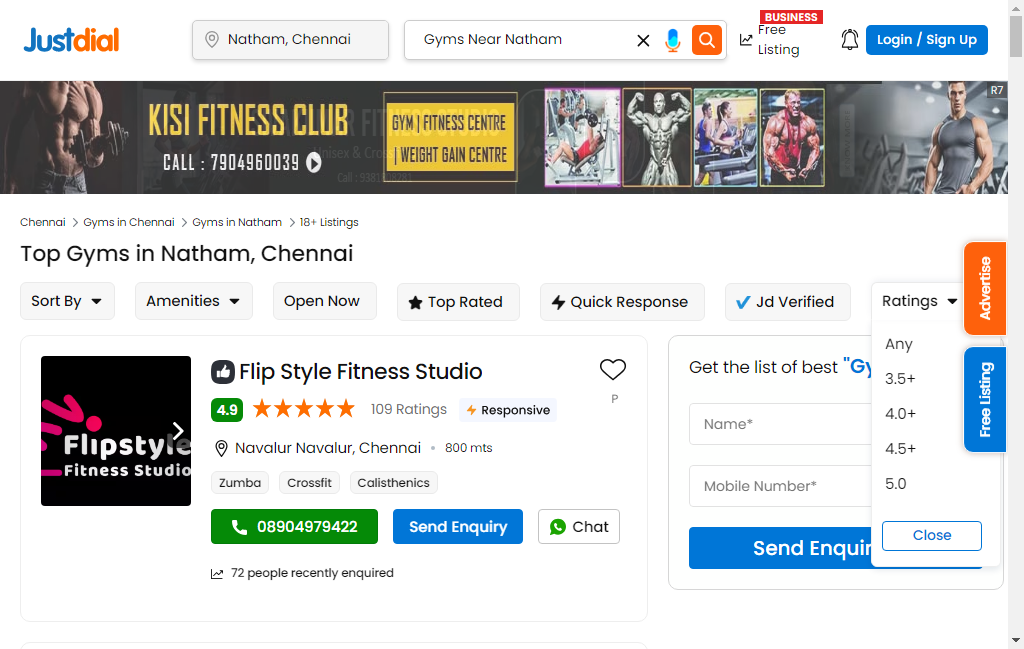 Justdial
Natham, Chennai
Gyms Near Natham
BUSINESS
Free
Listing
Login / Sign Up
KISI FITNESS CLUB
CALL : 7904960039
GYM | FITNESS CENTRE
| WEIGHT GAIN CENTRE
R7
Chennai > Gyms in Chennai > Gyms in Natham > 18+ Listings
Top Gyms in Natham, Chennai
Sort By
Amenities
Open Now
Top Rated
Quick Response
Jd Verified
Ratings
Any
3.5+
4.0+
4.5+
5.0
Close
Advertise
Free Listing
Flipstyle
Fitness Studio
Flip Style Fitness Studio
4.9
109 Ratings
Responsive
P
Navalur Navalur, Chennai • 800 mts
Zumba
Crossfit
Calisthenics
08904979422
Send Enquiry
Chat
72 people recently enquired
Get the list of best "Gy
Name*
Mobile Number*
Send Enquir